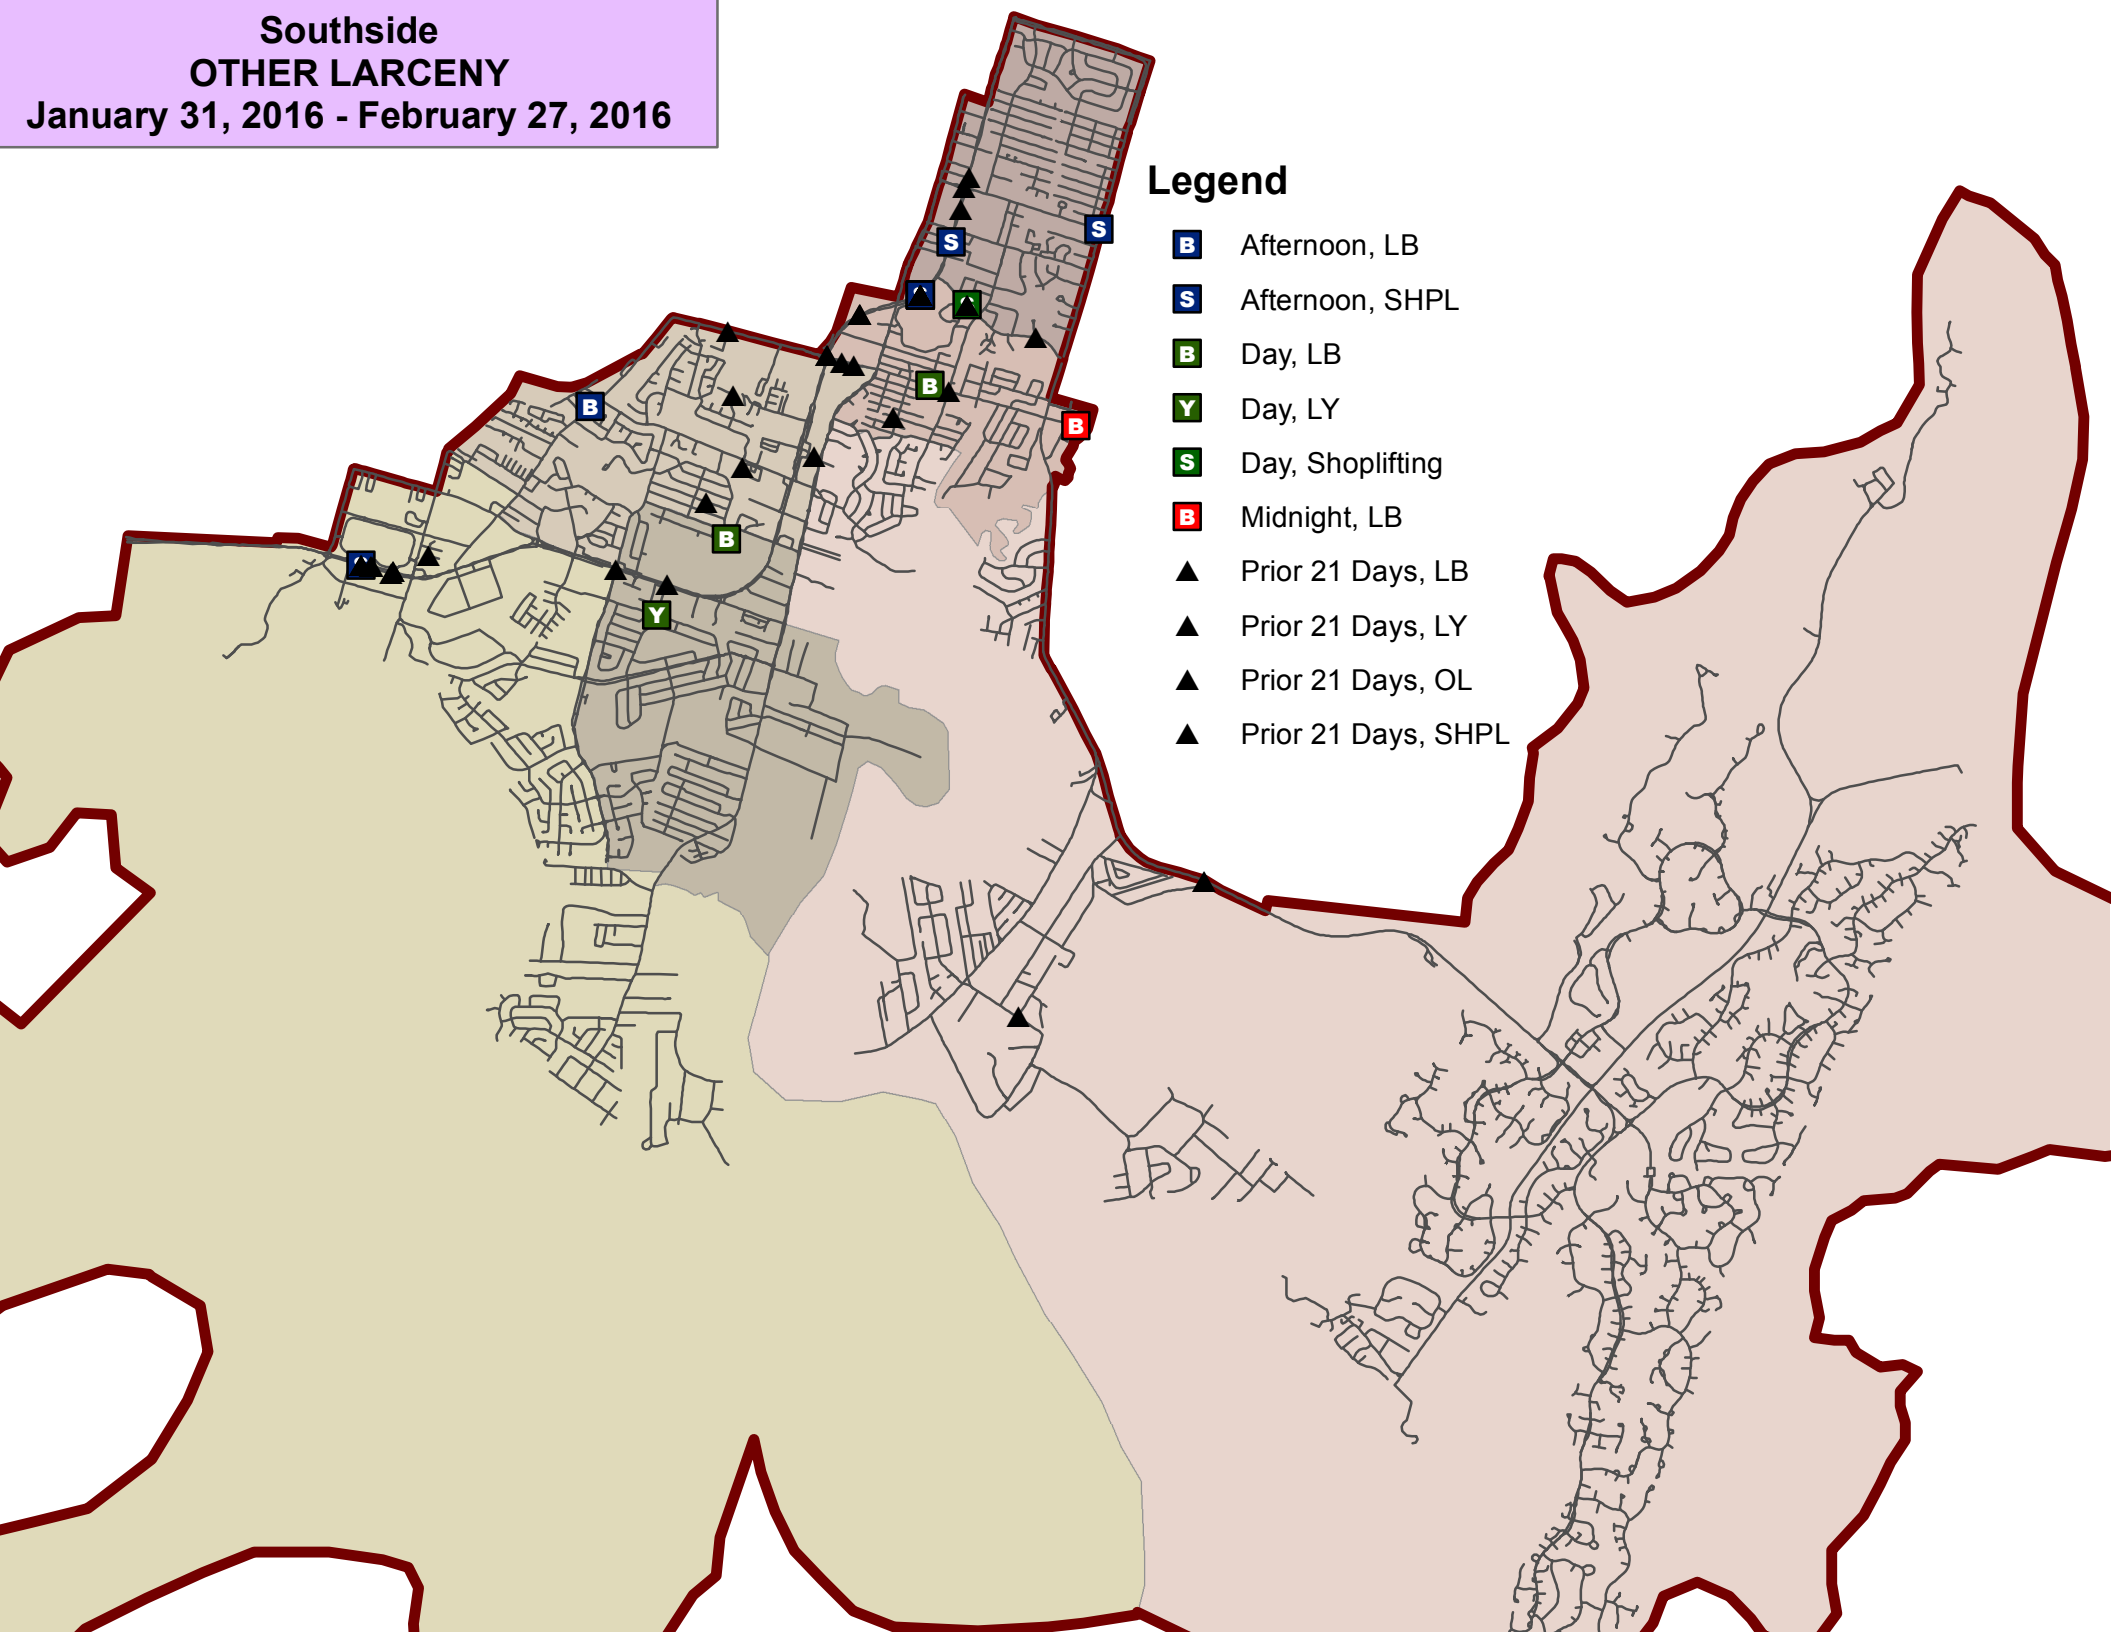 Southside
OTHER LARCENY
January 31, 2016 - February 27, 2016
Legend
B Afternoon, LB
S Afternoon, SHPL
B Day, LB
Y Day, LY
S Day, Shoplifting
B Midnight, LB
Prior 21 Days, LB
Prior 21 Days, LY
Prior 21 Days, OL
Prior 21 Days, SHPL
S
S
B
B
B
B
Y